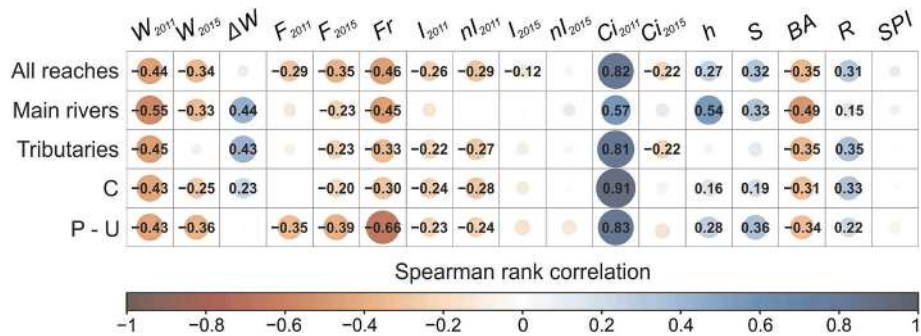 W2011 W2015 ΔW F2011 F2015 Fr I2011 nI2011 I2015 nI2015 Ci2011 Ci2015 h S BA R SPI
All reaches −0.44 −0.34 −0.29 −0.35 −0.46 −0.26 −0.29 −0.12 0.82 −0.22 0.27 0.32 −0.35 0.31
Main rivers −0.55 −0.33 0.44 −0.23 −0.45 0.57 0.54 0.33 −0.49 0.15
Tributaries −0.45 0.43 −0.23 −0.33 −0.22 −0.27 0.81 −0.22 −0.35 0.35
C −0.43 −0.25 0.23 −0.20 −0.30 −0.24 −0.28 0.91 0.16 0.19 −0.31 0.33
P - U −0.43 −0.36 −0.35 −0.39 −0.66 −0.23 −0.24 0.83 0.28 0.36 −0.34 0.22
Spearman rank correlation
−1 −0.8 −0.6 −0.4 −0.2 0 0.2 0.4 0.6 0.8 1